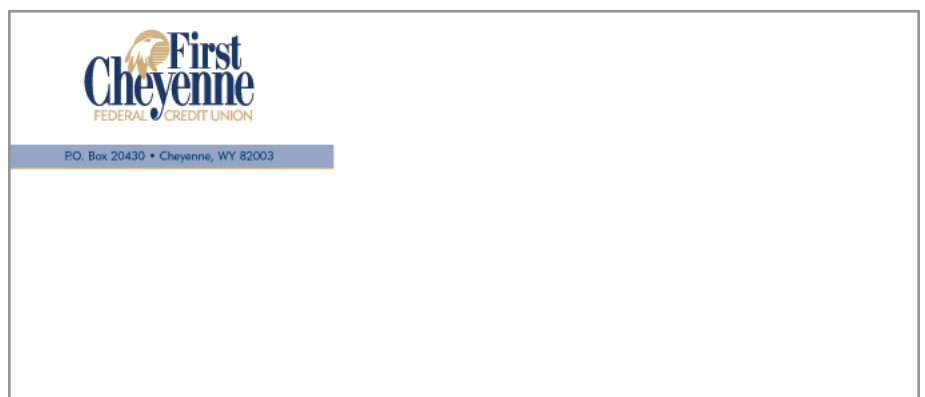 First
Cheyenne
FEDERAL CREDIT UNION
P.O. Box 20430 • Cheyenne, WY 82003